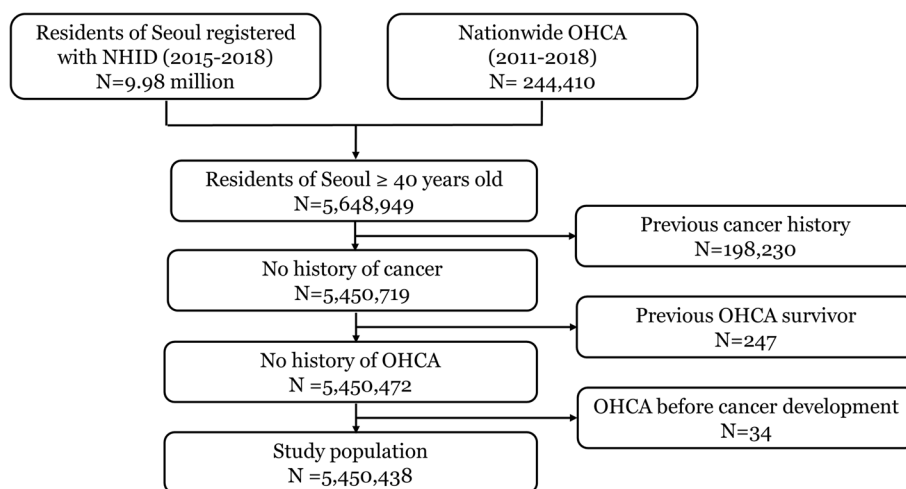 Residents of Seoul registered
with NHID (2015-2018)
N=9.98 million
Nationwide OHCA
(2011-2018)
N= 244,410
Residents of Seoul ≥ 40 years old
N=5,648,949
Previous cancer history
N=198,230
No history of cancer
N=5,450,719
Previous OHCA survivor
N=247
No history of OHCA
N =5,450,472
OHCA before cancer development
N=34
Study population
N =5,450,438